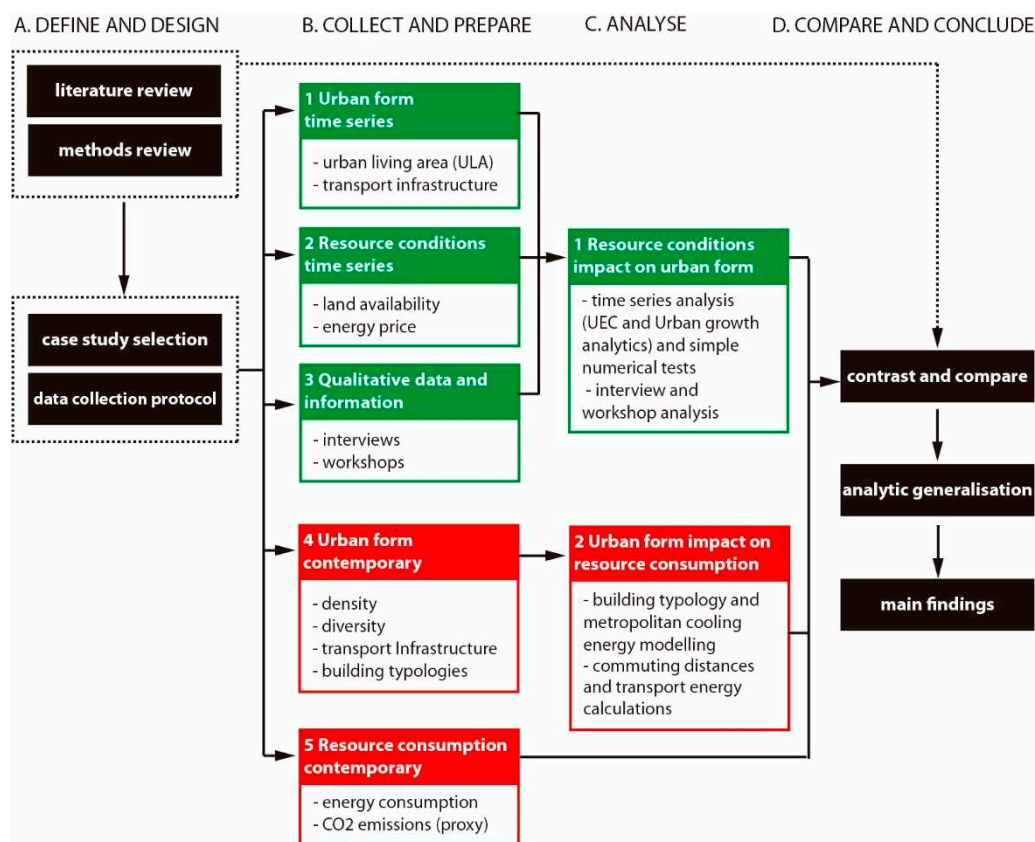 A. DEFINE AND DESIGN
B. COLLECT AND PREPARE
C. ANALYSE
D. COMPARE AND CONCLUDE
literature review
methods review
case study selection
data collection protocol
1 Urban form
time series
- urban living area (ULA)
- transport infrastructure
2 Resource conditions
time series
- land availability
- energy price
3 Qualitative data and
information
- interviews
- workshops
4 Urban form
contemporary
- density
- diversity
- transport Infrastructure
- building typologies
5 Resource consumption
contemporary
- energy consumption
- CO2 emissions (proxy)
1 Resource conditions
impact on urban form
- time series analysis
(UEC and Urban growth
analytics) and simple
numerical tests
- interview and
workshop analysis
2 Urban form impact on
resource consumption
- building typology and
metropolitan cooling
energy modelling
- commuting distances
and transport energy
calculations
contrast and compare
analytic generalisation
main findings